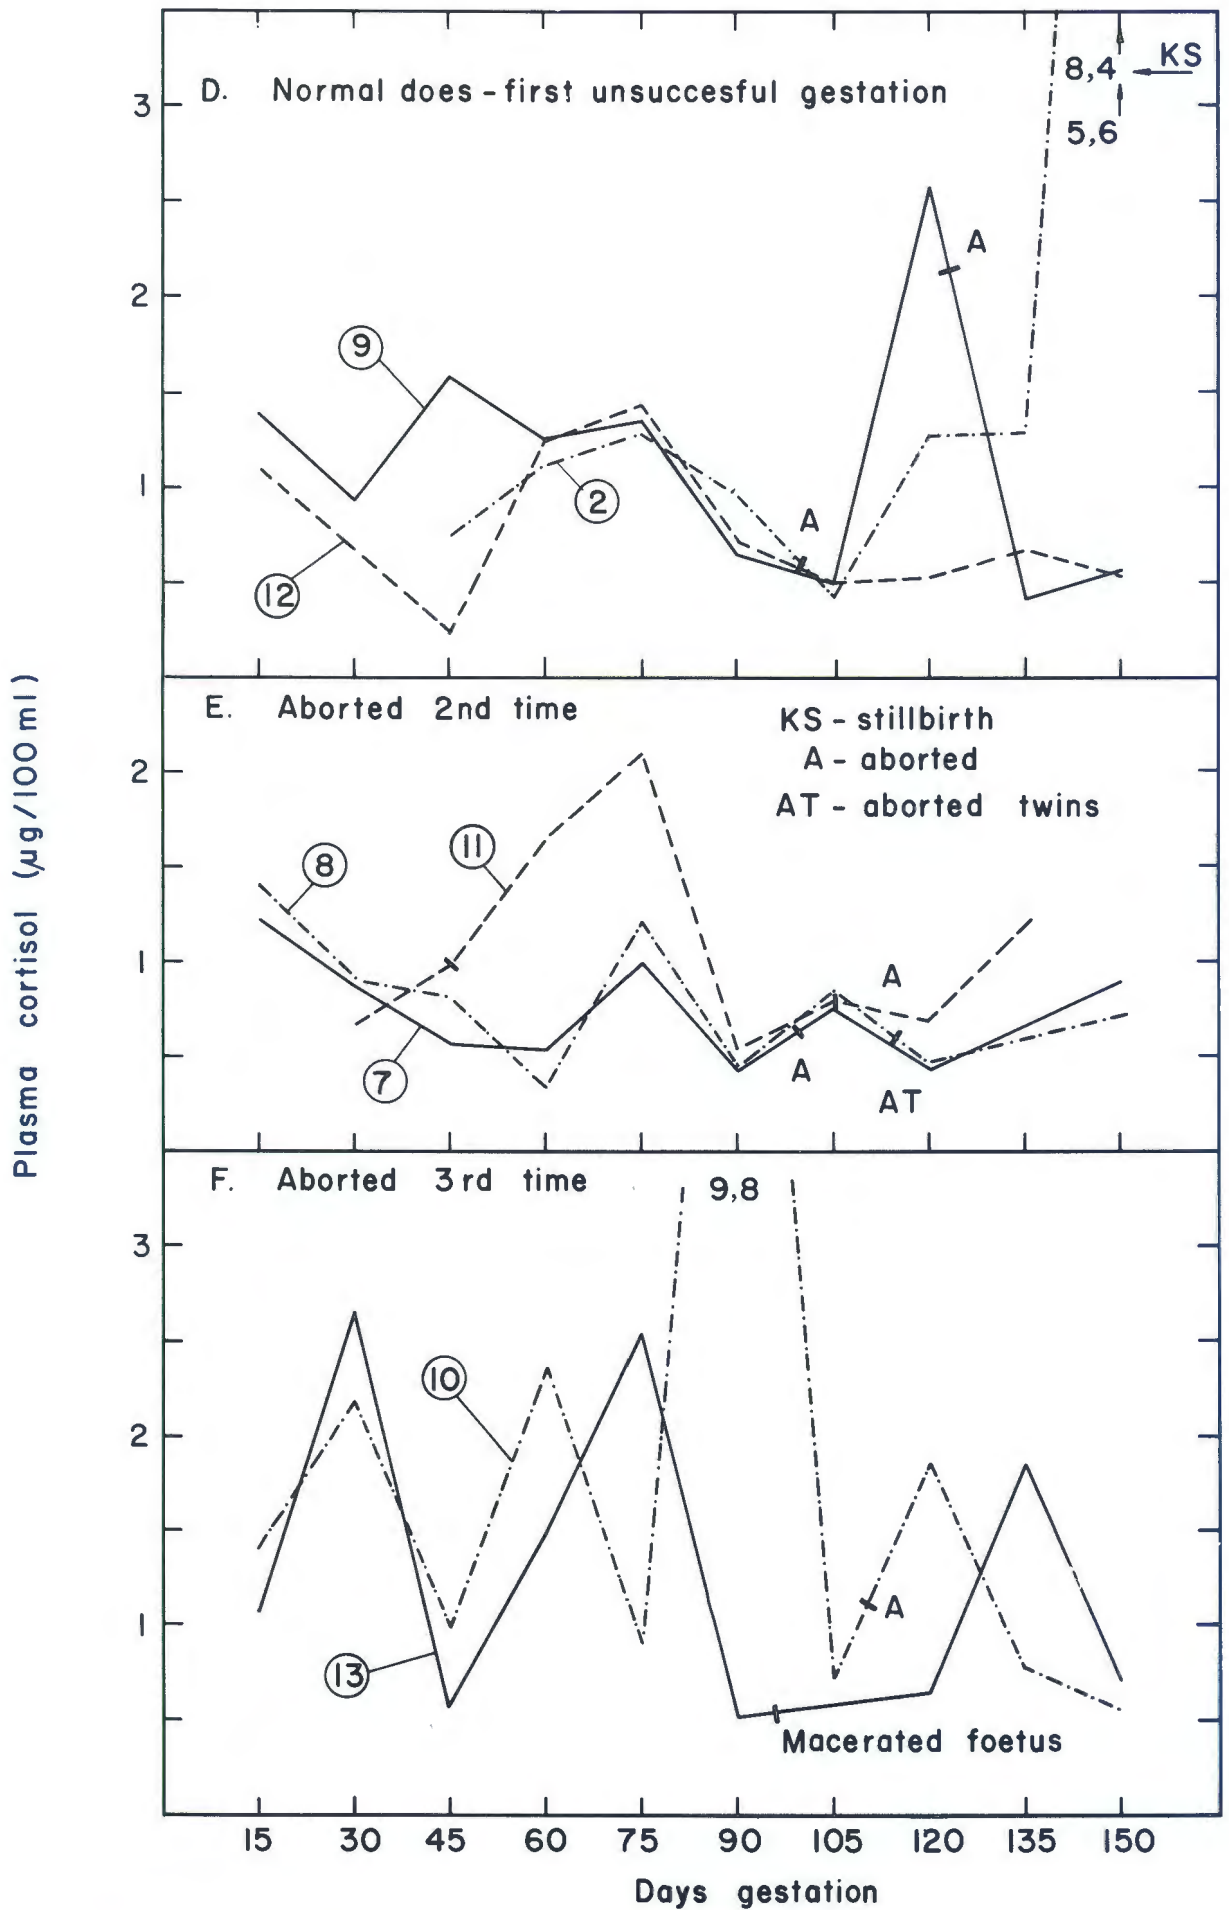 Plasma cortisol (µg/100 ml)
D. Normal does - first unsuccesful gestation
KS
8,4
5,6
3
2
1
A
9
2
A
12
E. Aborted 2nd time
KS - stillbirth
A - aborted
AT - aborted twins
2
1
8
11
7
A
A
AT
F. Aborted 3rd time
9,8
3
2
1
10
13
A
Macerated foetus
15 30 45 60 75 90 105 120 135 150
Days gestation